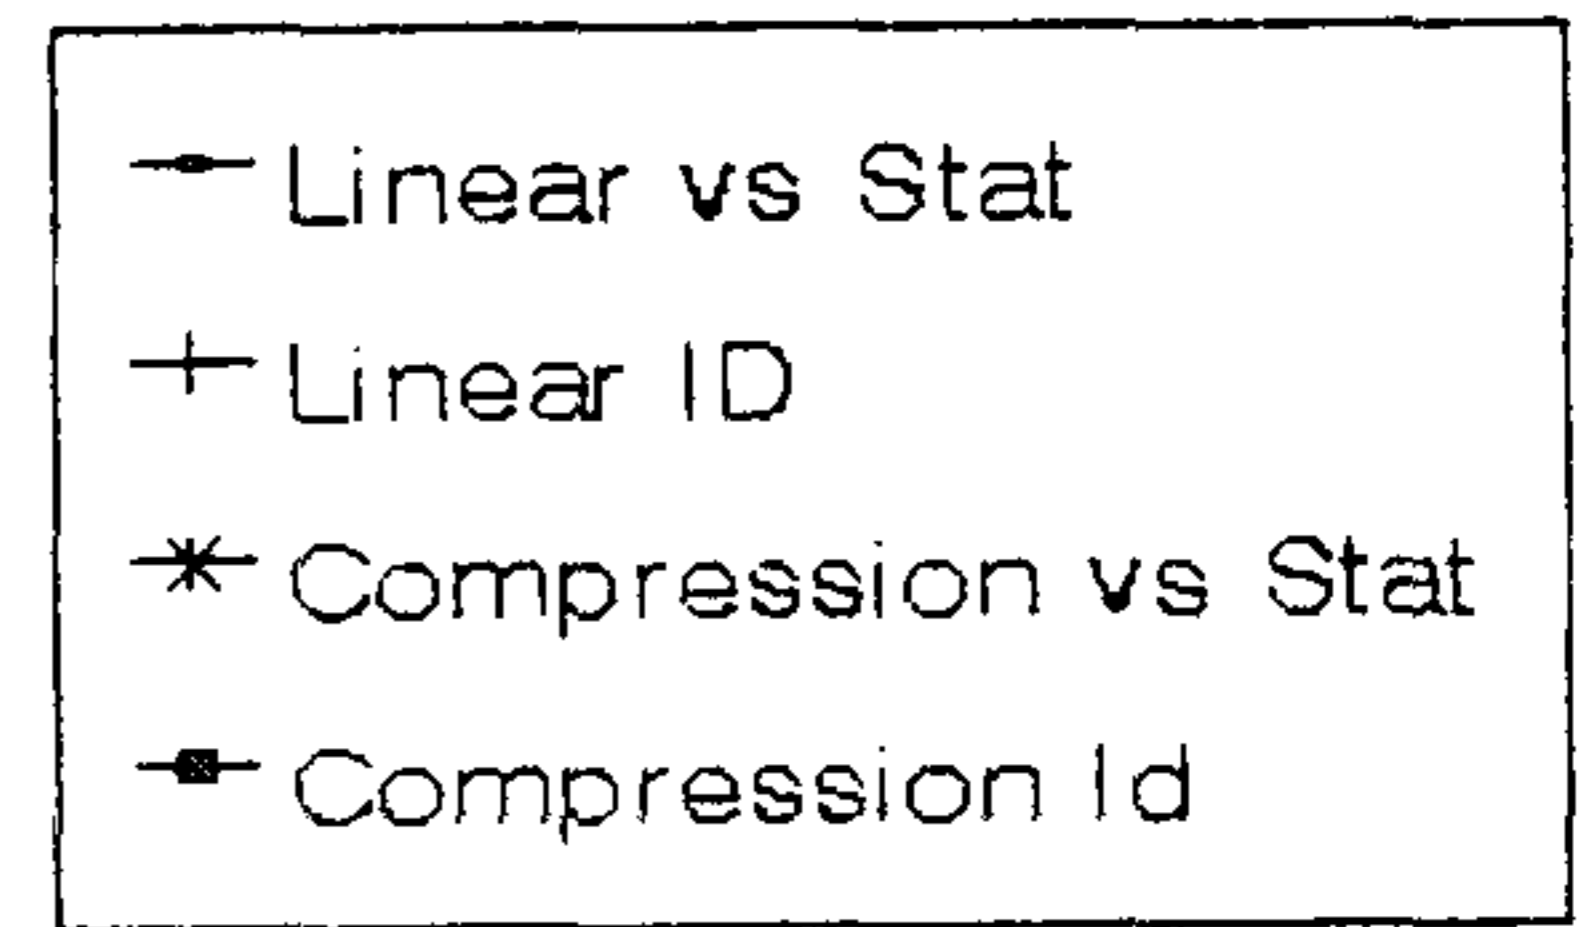 Linear vs Stat
Linear ID
Compression vs Stat
Compression Id